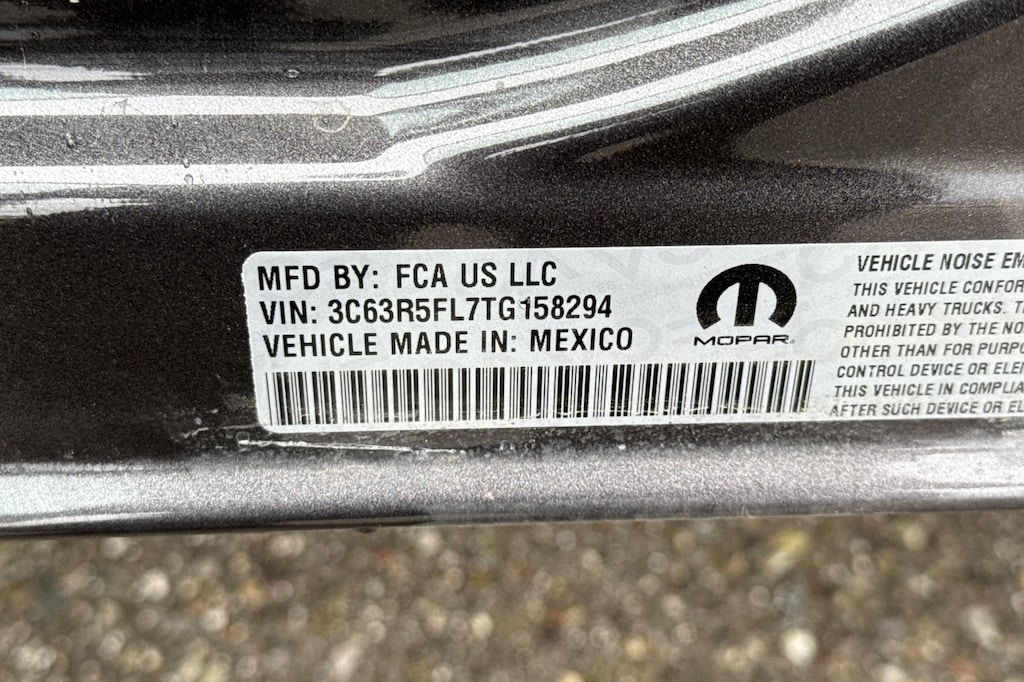 MFD BY: FCA US LLC
VIN: 3C63R5FL7TG158294
VEHICLE MADE IN: MEXICO
MOPAR®
VEHICLE NOISE EM
THIS VEHICLE CONFOR
AND HEAVY TRUCKS. T
PROHIBITED BY THE NO
OTHER THAN FOR PURPO
CONTROL DEVICE OR ELE
THIS VEHICLE IN COMPLIA
AFTER SUCH DEVICE OR EL